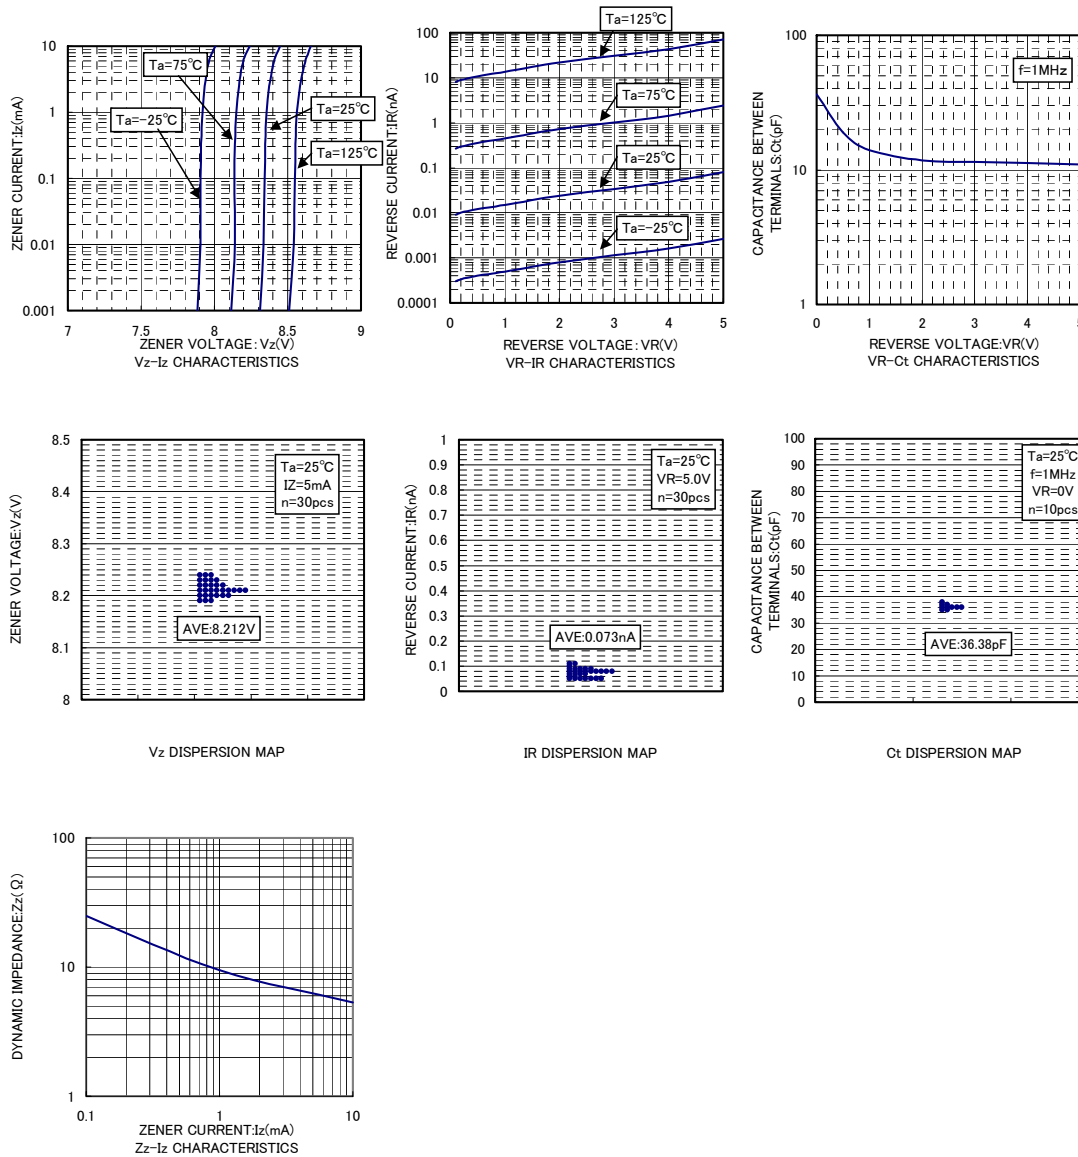 ZENER CURRENT:Iz(mA)
10
1
0.1
0.01
0.001
Ta=75℃
Ta=-25℃
Ta=25℃
Ta=125℃
7
7.5
8
8.5
9
ZENER VOLTAGE:Vz(V)
Vz-Iz CHARACTERISTICS
REVERSE CURRENT:IR(nA)
100
10
1
0.1
0.01
0.001
0.0001
Ta=125℃
Ta=75℃
Ta=25℃
Ta=-25℃
0
1
2
3
4
5
REVERSE VOLTAGE:VR(V)
VR-IR CHARACTERISTICS
CAPACITANCE BETWEEN
TERMINALS:Ct(pF)
100
10
1
f=1MHz
0
1
2
3
4
5
REVERSE VOLTAGE:VR(V)
VR-Ct CHARACTERISTICS
ZENER VOLTAGE:Vz(V)
8.5
8.4
8.3
8.2
8.1
8
Ta=25℃
IZ=5mA
n=30pcs
AVE:8.212V
Vz DISPERSION MAP
REVERSE CURRENT:IR(nA)
1
0.9
0.8
0.7
0.6
0.5
0.4
0.3
0.2
0.1
0
Ta=25℃
VR=5.0V
n=30pcs
AVE:0.073nA
IR DISPERSION MAP
CAPACITANCE BETWEEN
TERMINALS:Ct(pF)
100
90
80
70
60
50
40
30
20
10
0
Ta=25℃
f=1MHz
VR=0V
n=10pcs
AVE:36.38pF
Ct DISPERSION MAP
DYNAMIC IMPEDANCE:Zz(Ω)
100
10
1
0.1
1
10
ZENER CURRENT:Iz(mA)
Zz-Iz CHARACTERISTICS